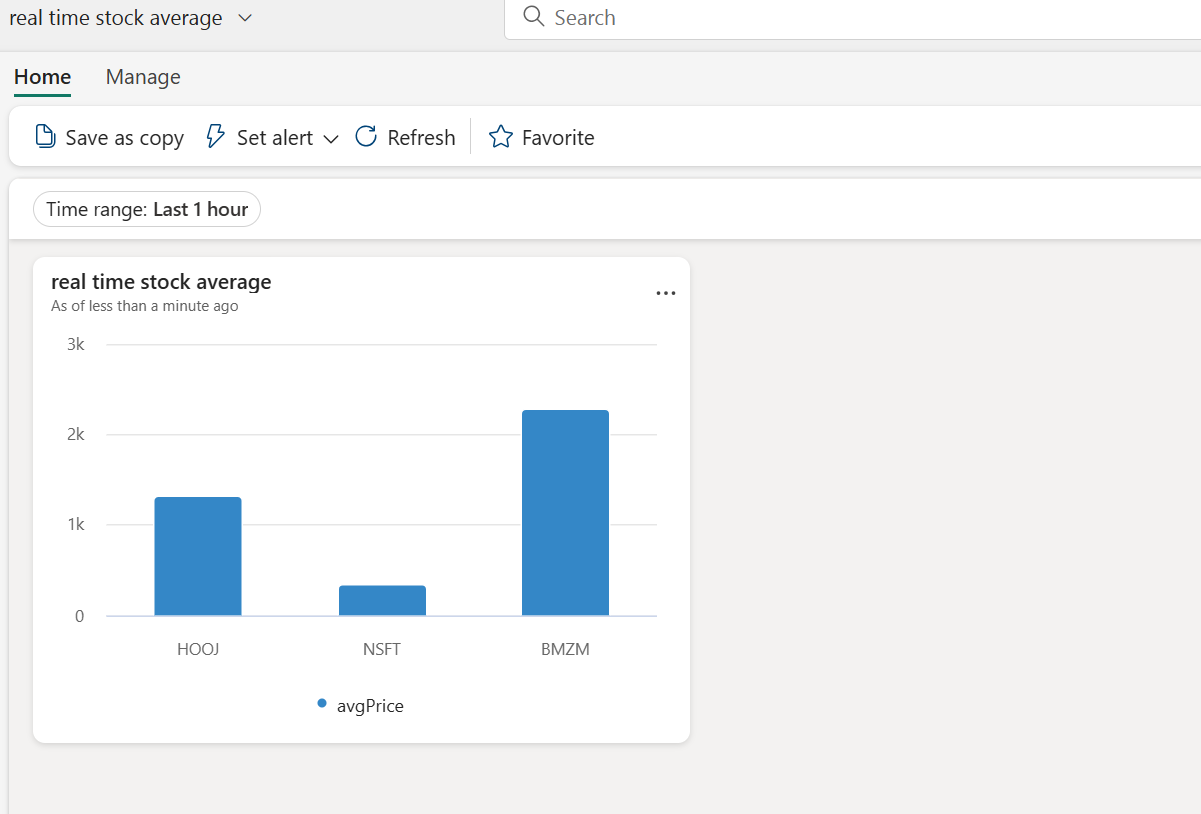 real time stock average
Search
Home Manage
Save as copy Set alert Refresh Favorite
Time range: Last 1 hour
real time stock average
As of less than a minute ago
3k
2k
1k
0
HOOJ NSFT BMZM
avgPrice